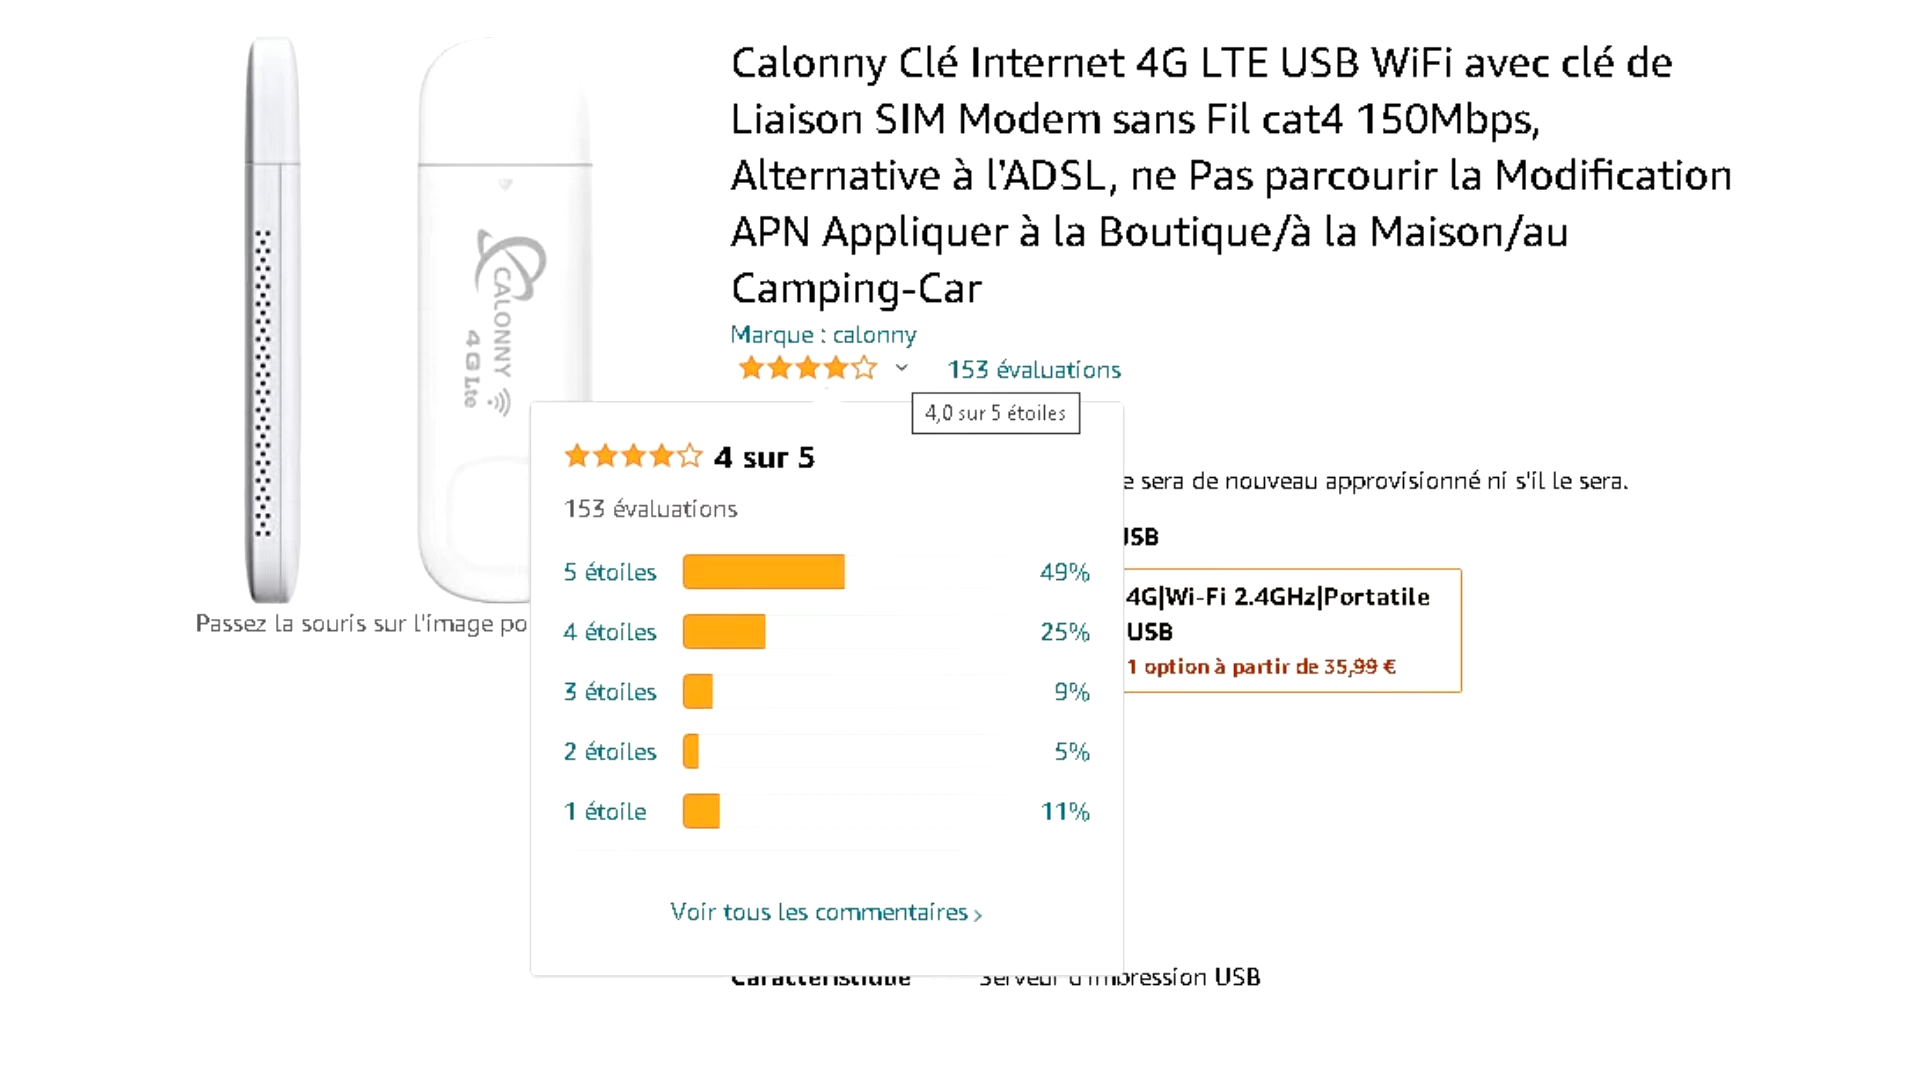 Calonny Clé Internet 4G LTE USB WiFi avec clé de
Liaison SIM Modem sans Fil cat4 150Mbps,
Alternative à l'ADSL, ne Pas parcourir la Modification
APN Appliquer à la Boutique/à la Maison/au
Camping-Car
Marque : calonny
153 évaluations
4,0 sur 5 étoiles
CALONNY
4G Lte
Passez la souris sur l'image po
4 sur 5
153 évaluations
5 étoiles 49%
4 étoiles 25%
3 étoiles 9%
2 étoiles 5%
1 étoile 11%
Voir tous les commentaires ›
e sera de nouveau approvisionné ni s'il le sera.
USB
4G|Wi-Fi 2.4GHz|Portatile
USB
1 option à partir de 35,99 €
Caractéristique Serveur d'impression USB